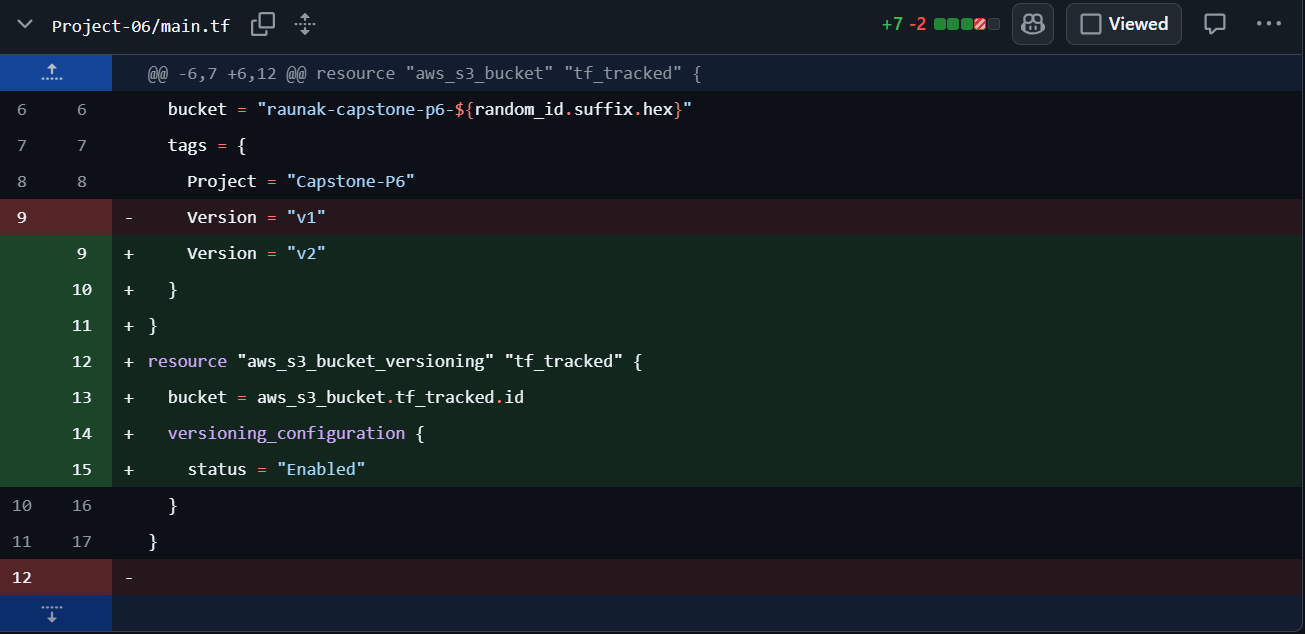 Project-06/main.tf +7 -2 Viewed
@@ -6,7 +6,12 @@ resource "aws_s3_bucket" "tf_tracked" {
6 6 bucket = "raunak-capstone-p6-${random_id.suffix.hex}"
7 7 tags = {
8 8 Project = "Capstone-P6"
9 - Version = "v1"
9 + Version = "v2"
10 + }
11 + }
12 + resource "aws_s3_bucket_versioning" "tf_tracked" {
13 + bucket = aws_s3_bucket.tf_tracked.id
14 + versioning_configuration {
15 + status = "Enabled"
10 16 }
11 17 }
12 -